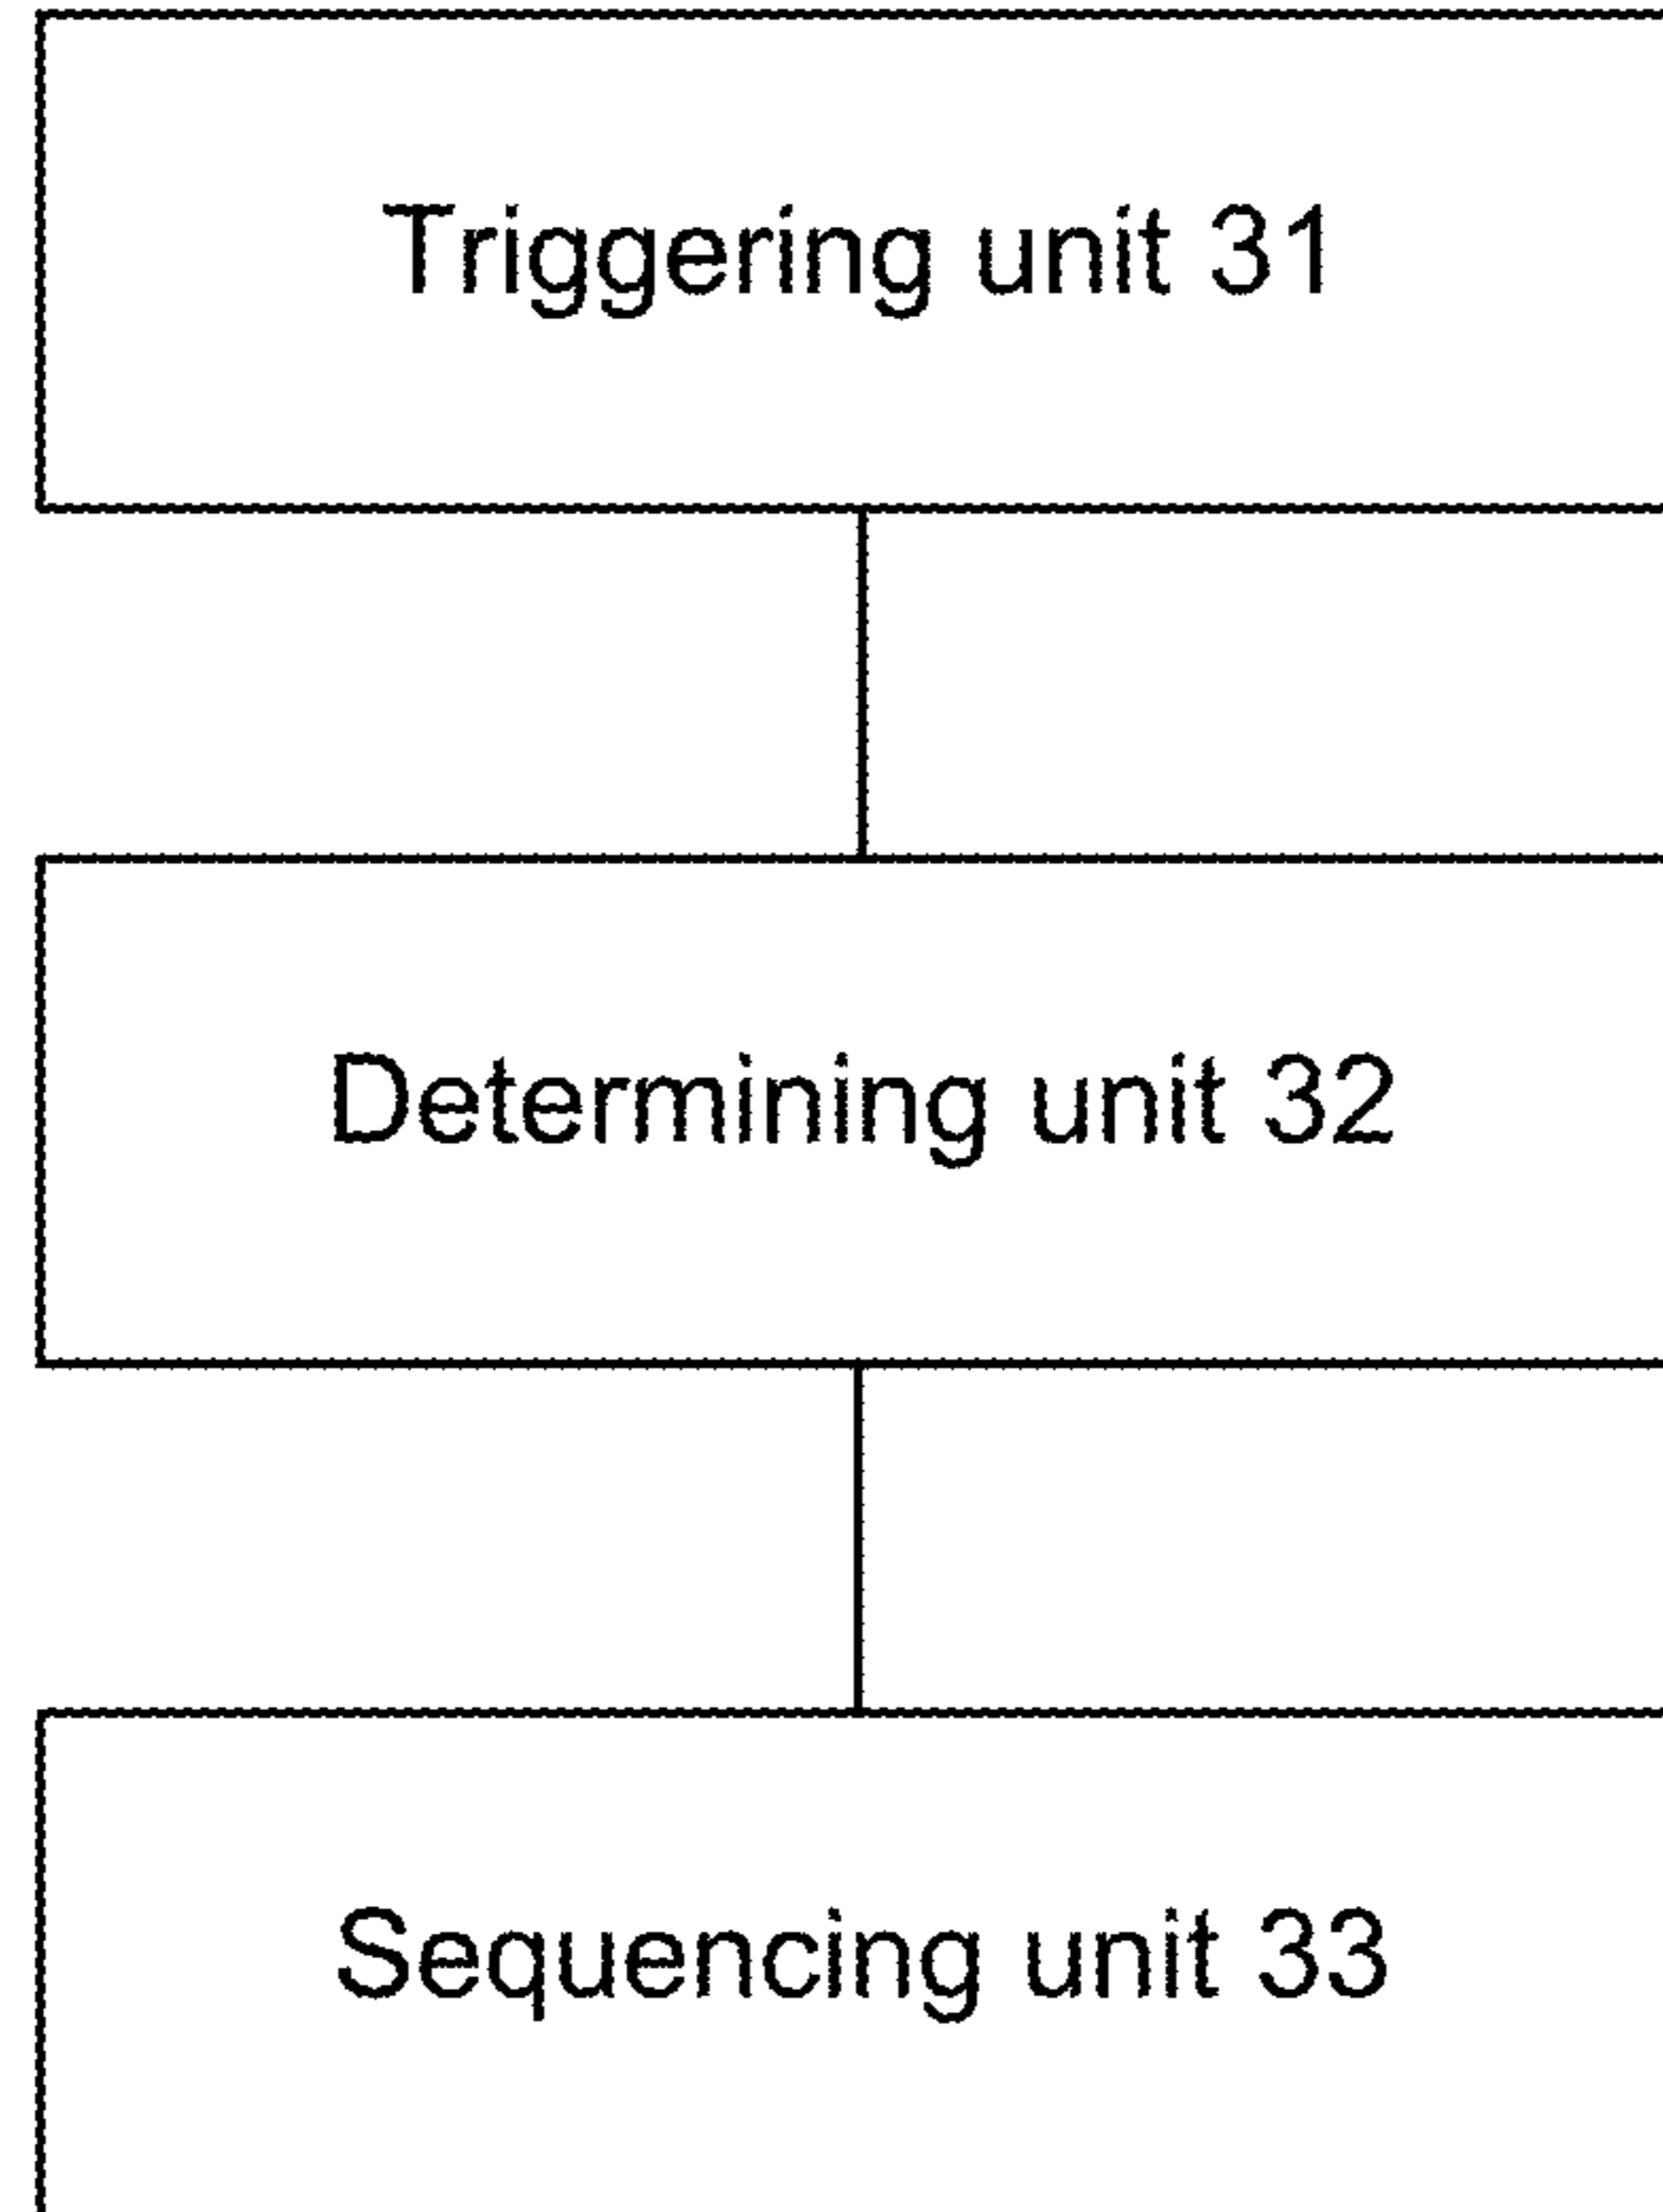 Triggering unit 31
Determining unit 32
Sequencing unit 33